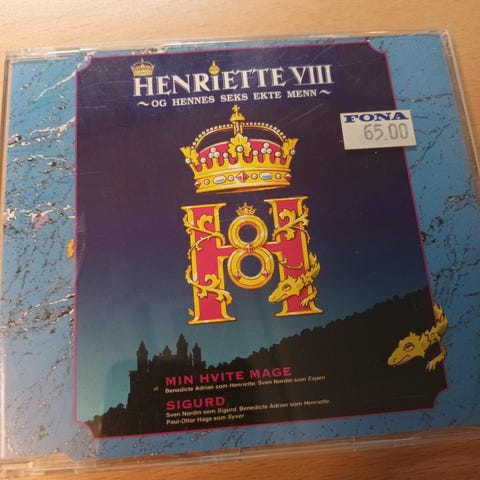 HENRIETTE VIII
~OG HENNES SEKS EKTE MENN~
FONA
65.00
H8H
MIN HVITE MAGE
Benedicte Adrian som Henriette. Sven Nordin som Espen
SIGURD
Sven Nordin som Sigurd, Benedicte Adrian som Henriette,
Paul-Ottar Haga som Syver